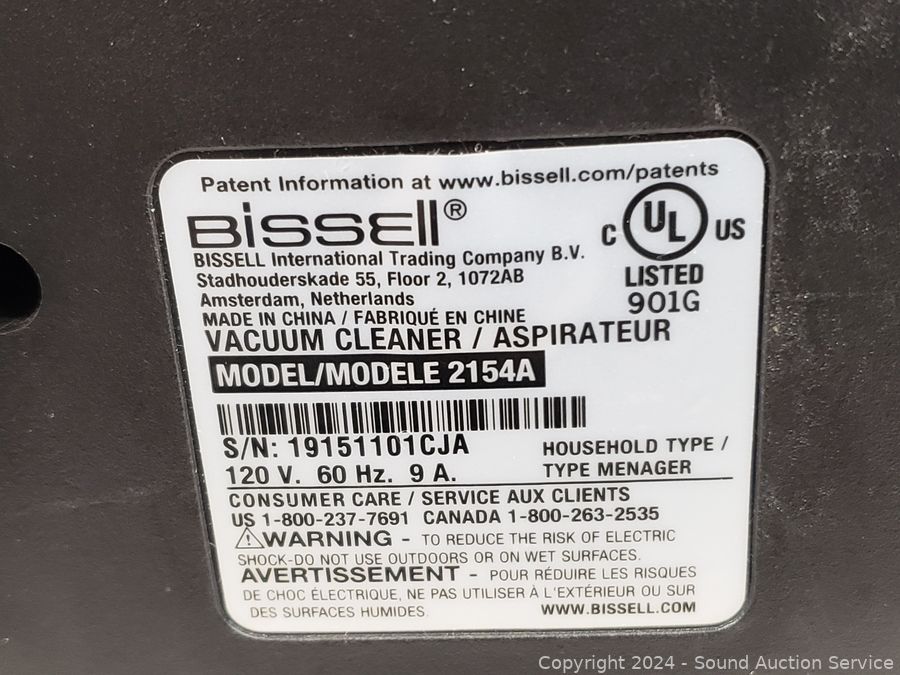 Patent Information at www.bissell.com/patents
BISSELL®
C UL US
LISTED
901G
BISSELL International Trading Company B.V.
Stadhouderskade 55, Floor 2, 1072AB
Amsterdam, Netherlands
MADE IN CHINA / FABRIQUÉ EN CHINE
VACUUM CLEANER / ASPIRATEUR
MODEL/MODELE 2154A
S/N: 19151101CJA
120 V. 60 Hz. 9 A.
HOUSEHOLD TYPE /
TYPE MENAGER
CONSUMER CARE / SERVICE AUX CLIENTS
US 1-800-237-7691 CANADA 1-800-263-2535
⚠WARNING - TO REDUCE THE RISK OF ELECTRIC
SHOCK-DO NOT USE OUTDOORS OR ON WET SURFACES.
AVERTISSEMENT - POUR RÉDUIRE LES RISQUES
DE CHOC ÉLECTRIQUE, NE PAS UTILISER À L'EXTÉRIEUR OU SUR
DES SURFACES HUMIDES.
WWW.BISSELL.COM
Copyright © 2024 - Sound Auction Service